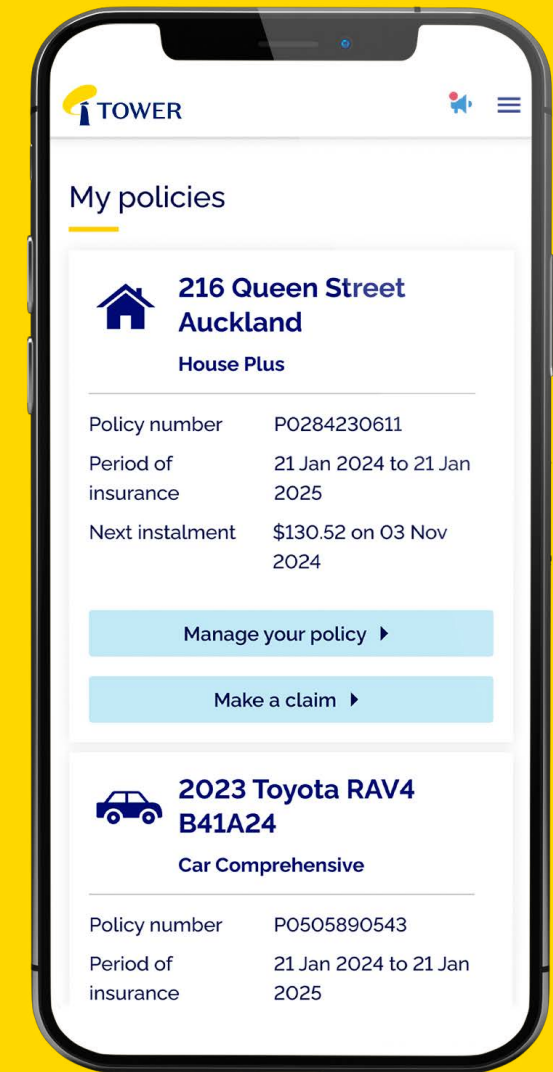 TOWER
My policies
216 Queen Street
Auckland
House Plus
Policy number P0284230611
Period of insurance 21 Jan 2024 to 21 Jan 2025
Next instalment $130.52 on 03 Nov 2024
Manage your policy
Make a claim
2023 Toyota RAV4
B41A24
Car Comprehensive
Policy number P0505890543
Period of insurance 21 Jan 2024 to 21 Jan 2025